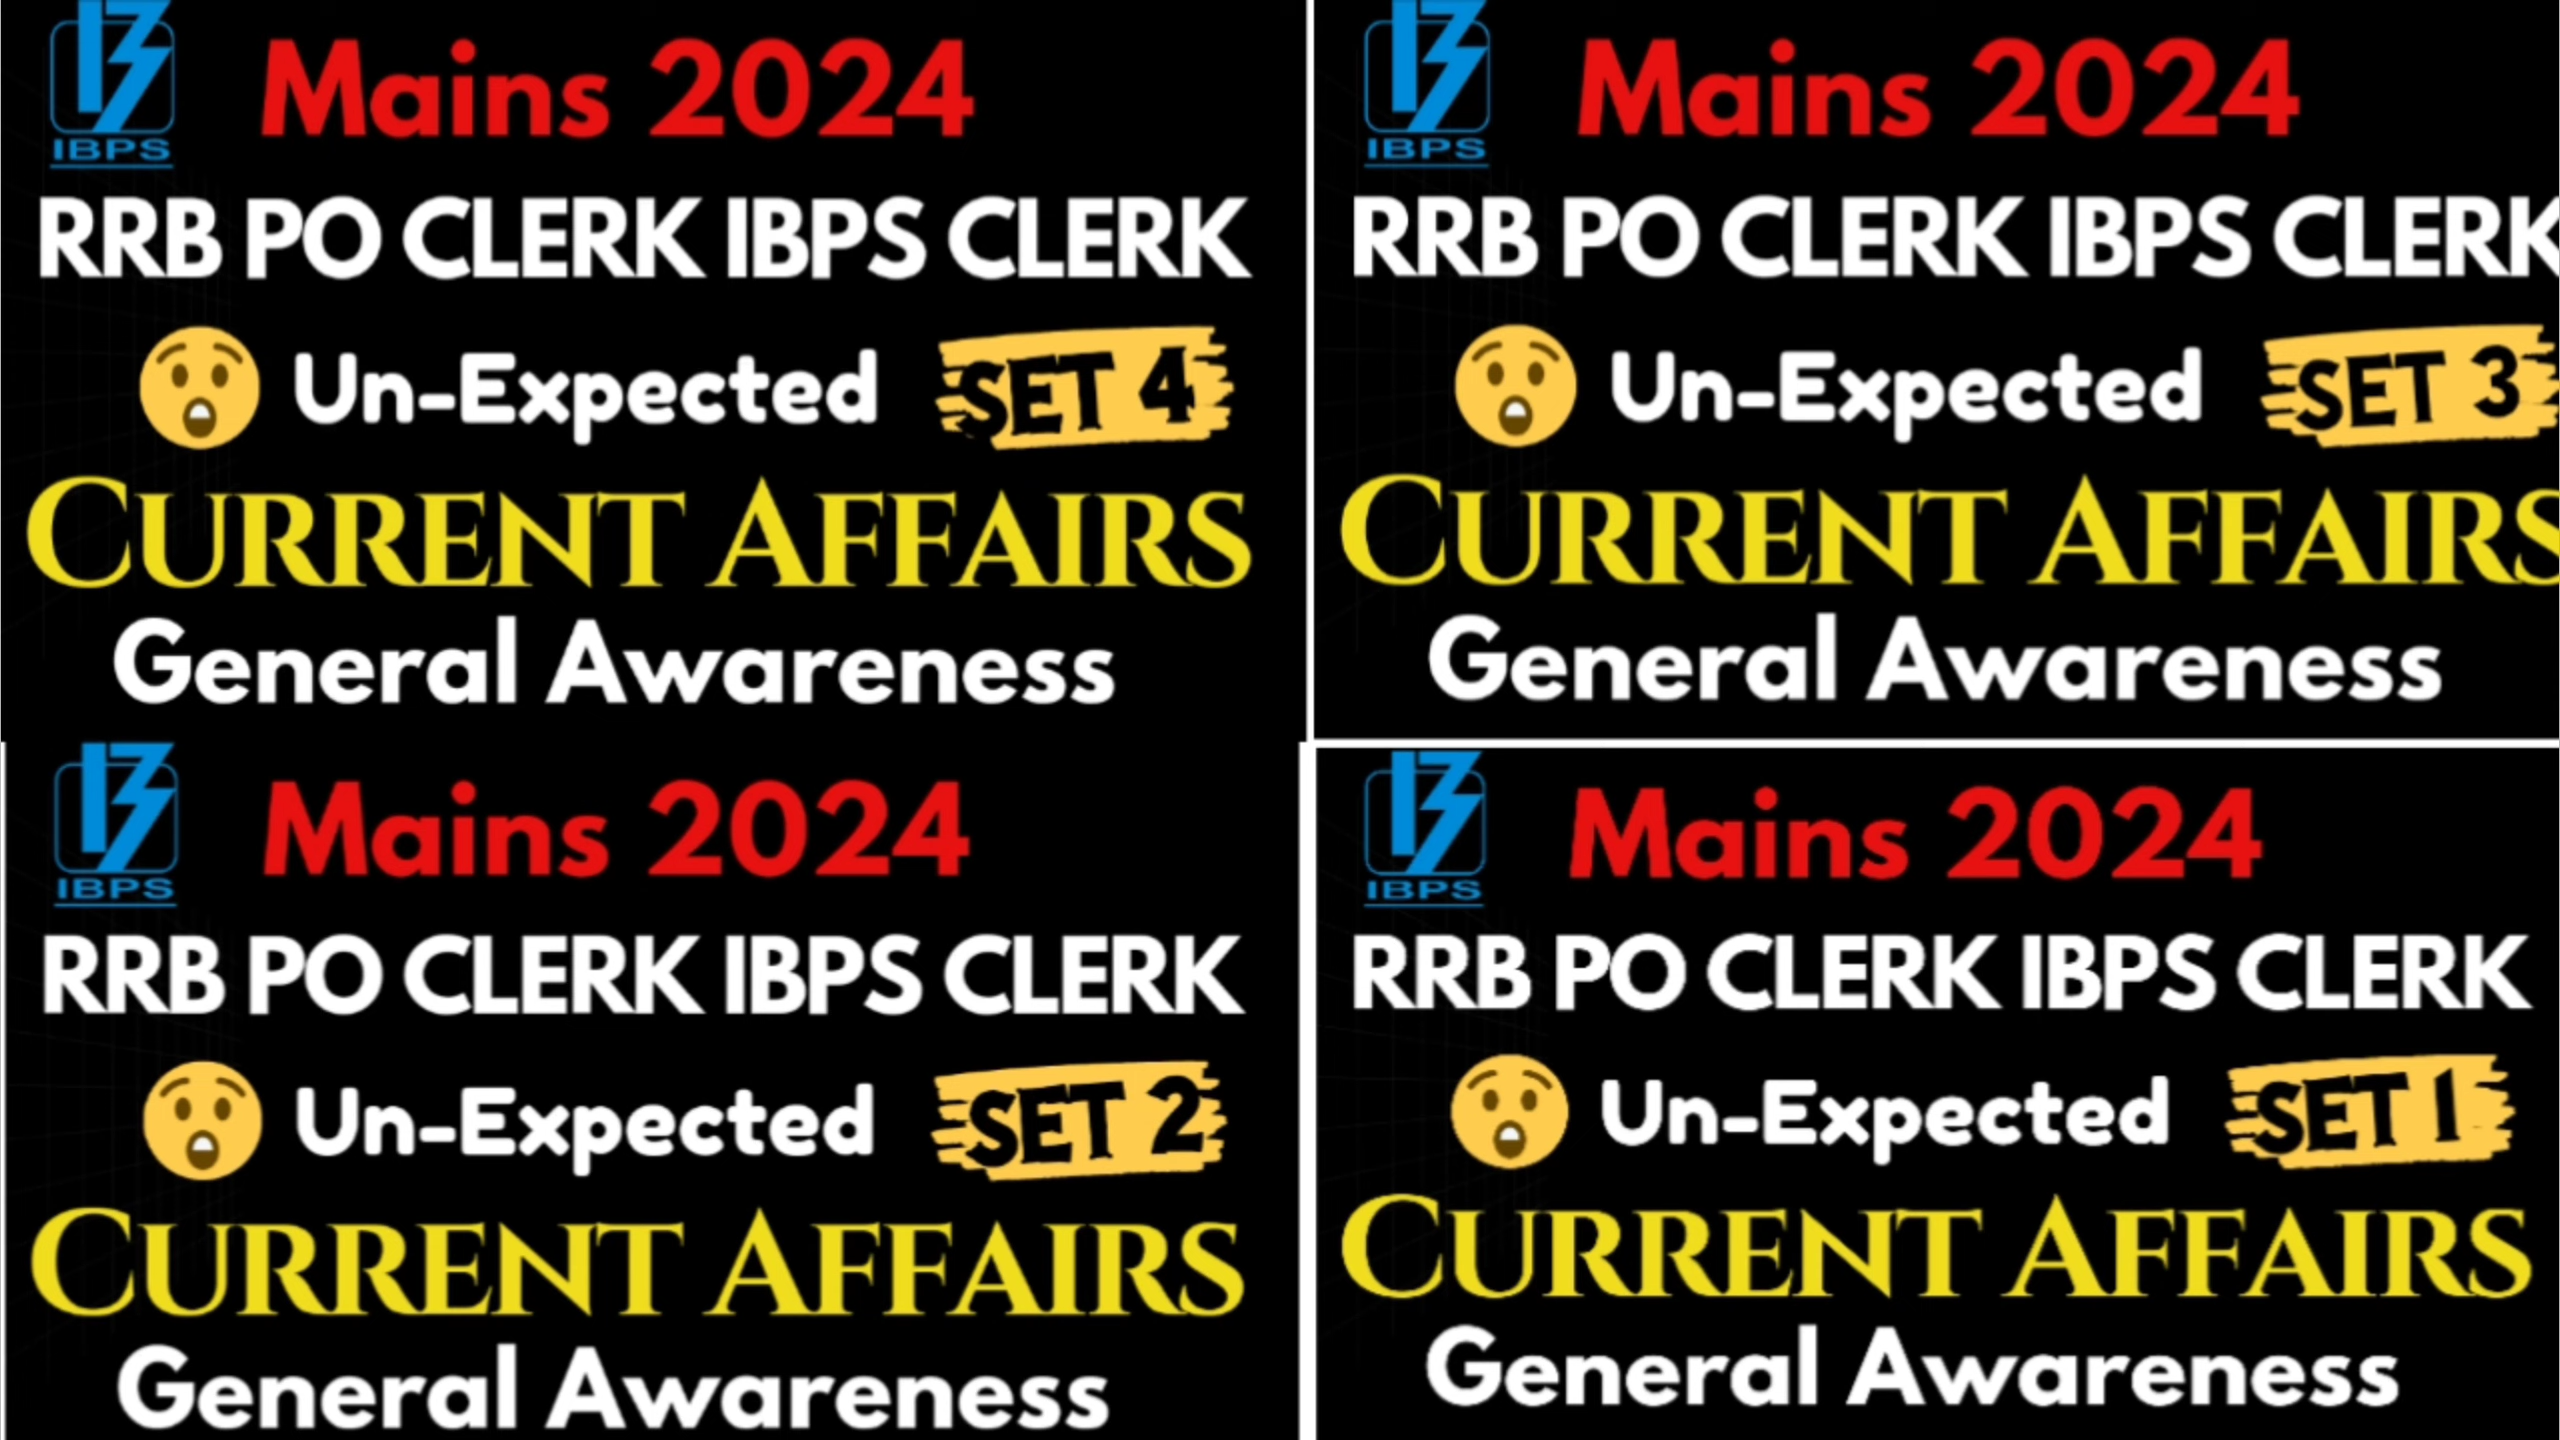 IBPS
Mains 2024
RRB PO CLERK IBPS CLERK
Un-Expected SET 4
CURRENT AFFAIRS
General Awareness
IBPS
Mains 2024
RRB PO CLERK IBPS CLERK
Un-Expected SET 3
CURRENT AFFAIRS
General Awareness
IBPS
Mains 2024
RRB PO CLERK IBPS CLERK
Un-Expected SET 2
CURRENT AFFAIRS
General Awareness
IBPS
Mains 2024
RRB PO CLERK IBPS CLERK
Un-Expected SET 1
CURRENT AFFAIRS
General Awareness